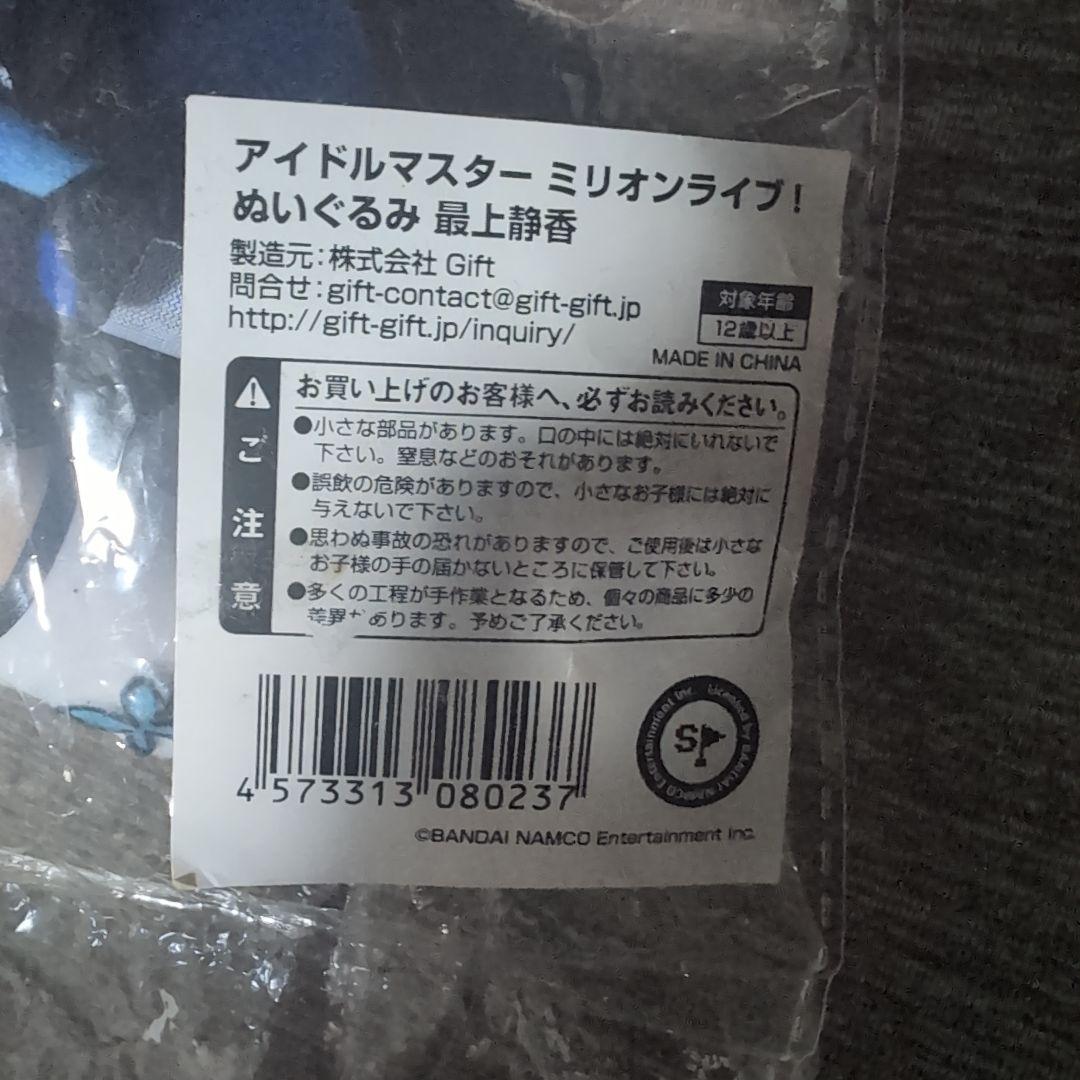 アイドルマスター ミリオンライブ!
ぬいぐるみ 最上静香
製造元:株式会社 Gift
問合せ:gift-contact@gift-gift.jp
http://gift-gift.jp/inquiry/
対象年齢
12歳以上
MADE IN CHINA
ご注意
お買い上げのお客様へ、必ずお読みください。
●小さな部品があります。口の中には絶対にいれないで
下さい。窒息などのおそれがあります。
●誤飲の危険がありますので、小さなお子様には絶対に
与えないで下さい。
●思わぬ事故の恐れがありますので、ご使用後は小さな
お子様の手の届かないところに保管して下さい。
●多くの工程が手作業となるため、個々の商品に多少の
差異があります。予めご了承ください。
4 573313 080237
Licensed by BANDAI NAMCO Entertainment Inc.
S
©BANDAI NAMCO Entertainment Inc.